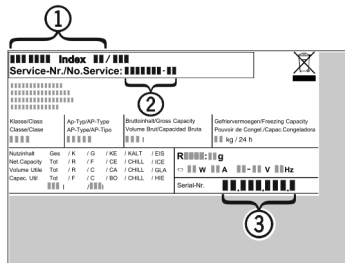 1
Index /
Service-Nr./No.Service: -
2
Klasse/Class
Classe/Clase
Ap-Typ/AP-Type
AP-Type/AP-Tipo
Bruttoinhalt/Gross Capacity
Volume Brut/Capacidad Bruta
l
Gefriervermoegen/Freezing Capacity
Pouvoir de Congel./Capac.Congeladora
kg / 24 h
Nutzinhalt Ges / K / G / KE / KALT / EIS
Net.Capacity Tot / R / F / CE / CHILL / ICE
Volume Utile Tot / R / C / CA / CHILL / GLA
Capac. Util Tot / F / C / BO / CHILL / HIE
l / l
R : g
~ W A - V Hz
Serial-Nr. . . .
3